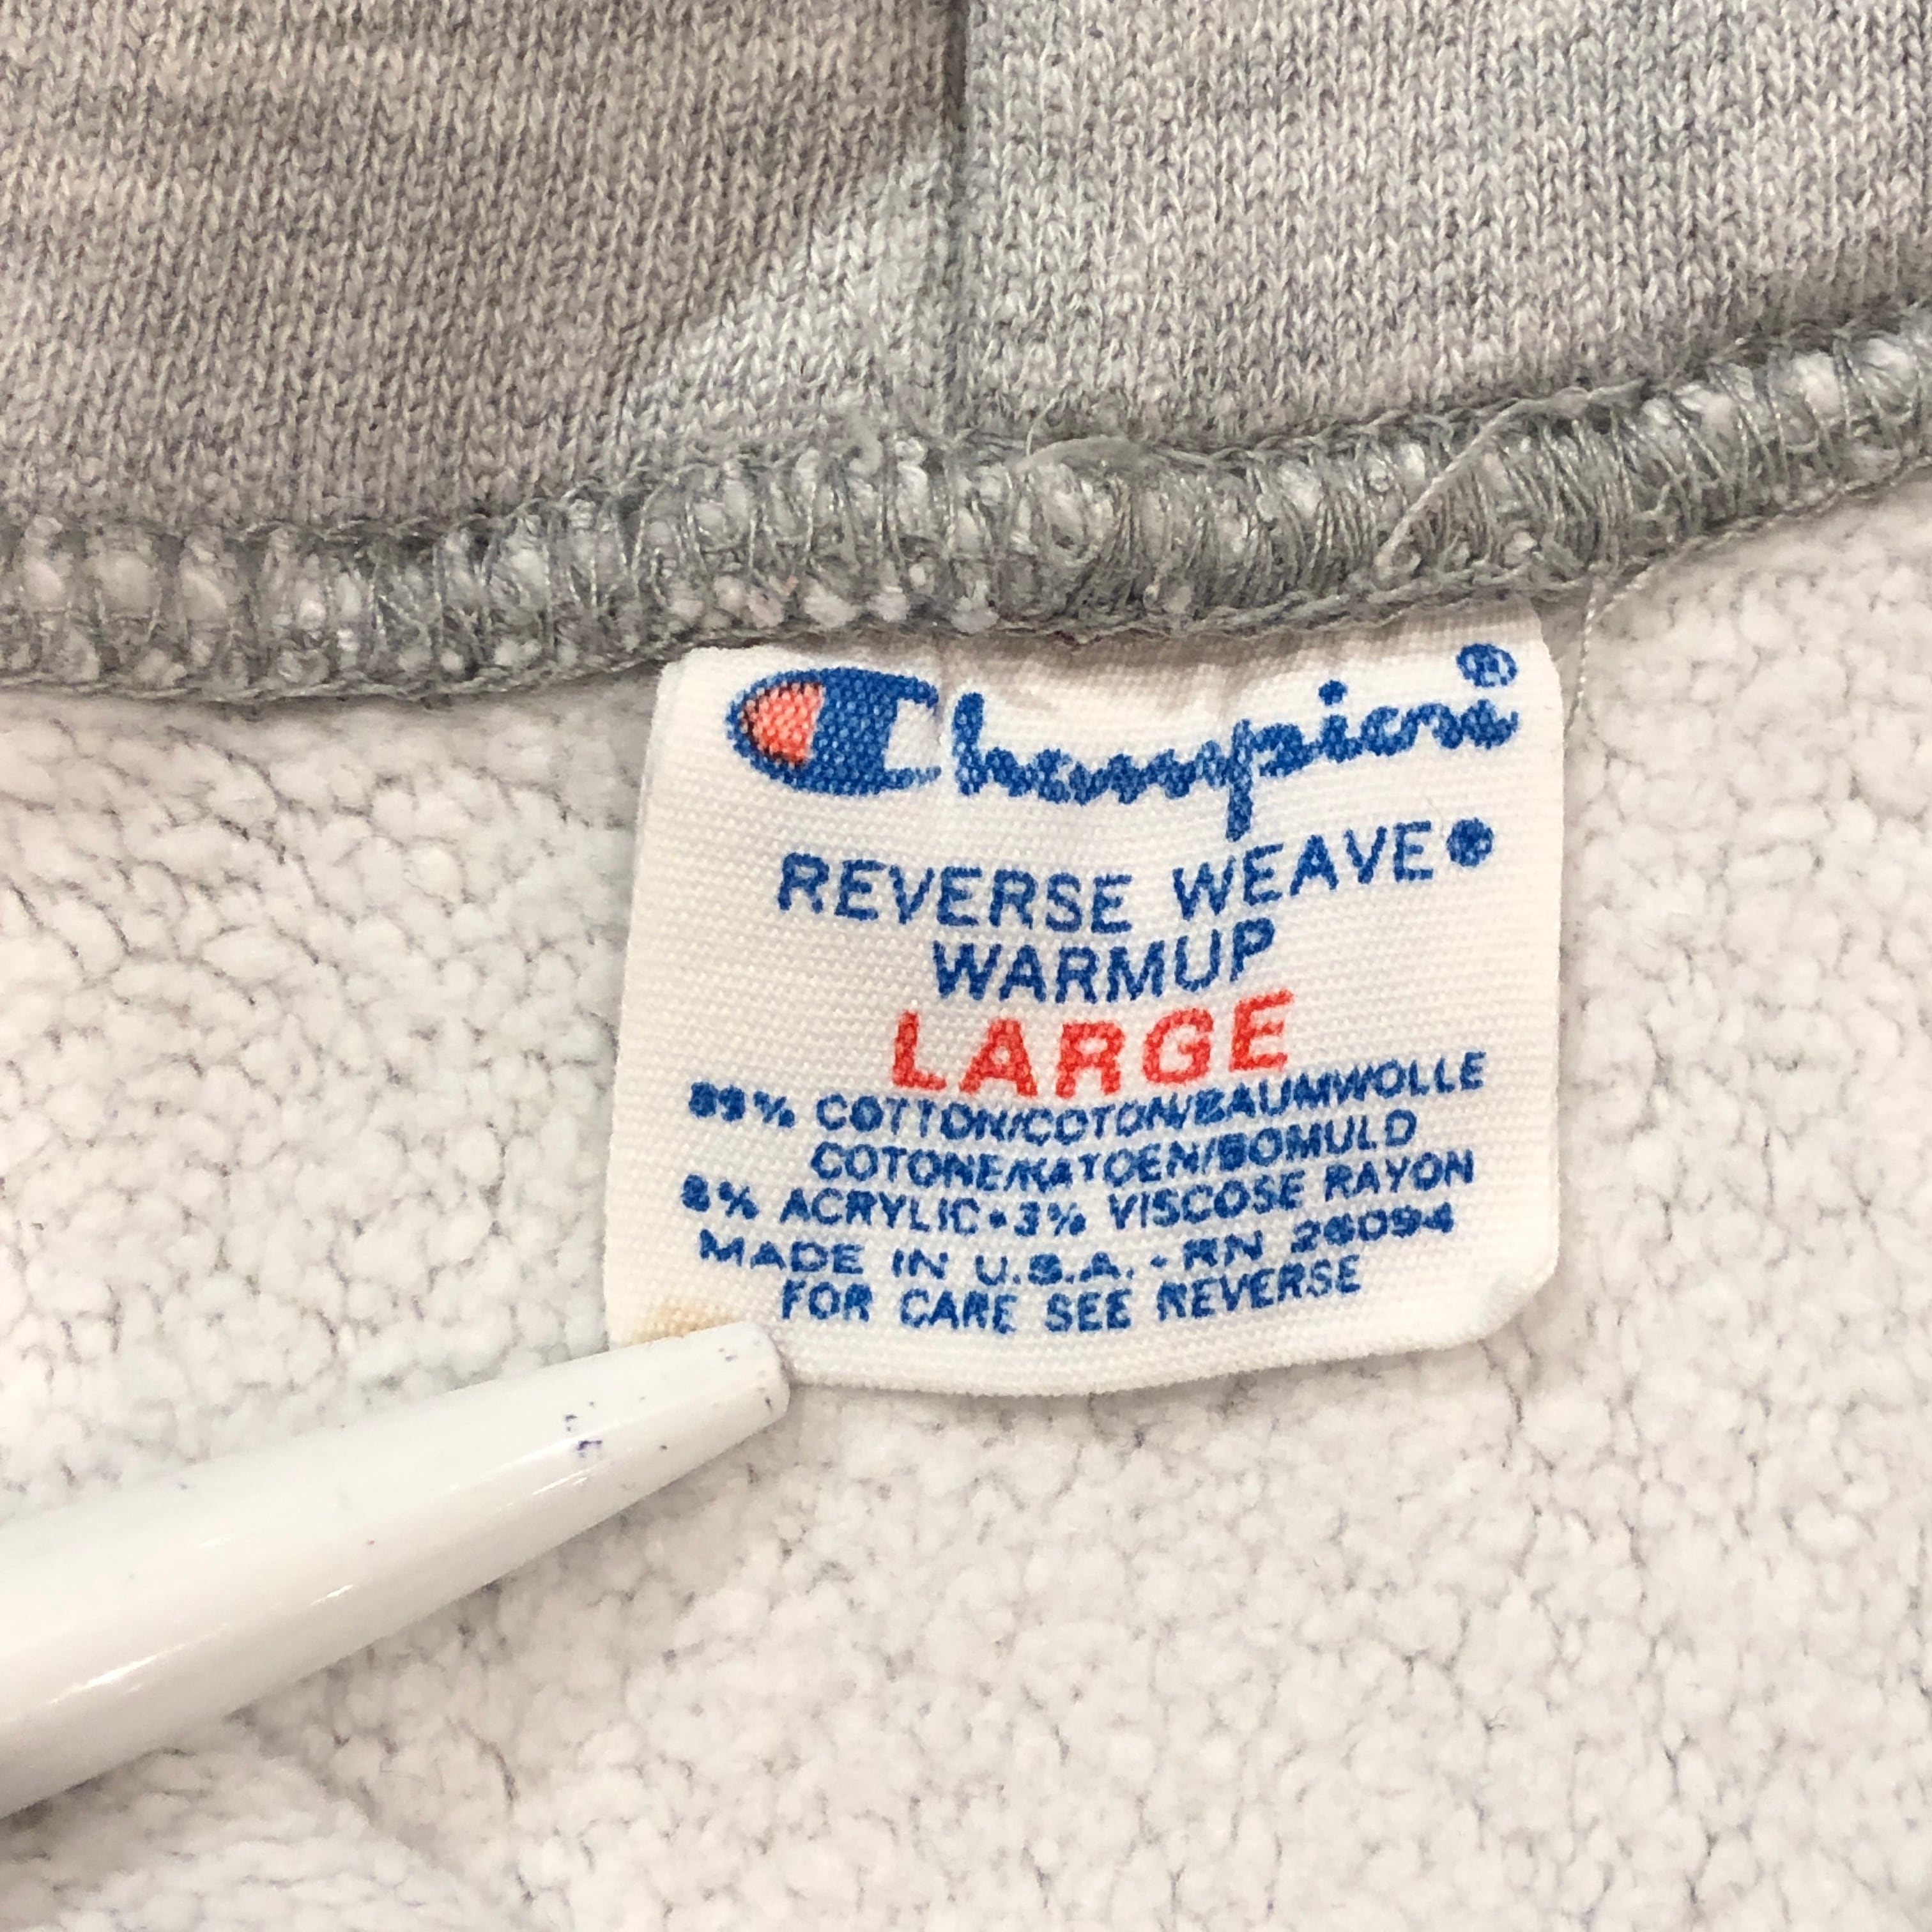 Champion®
REVERSE WEAVE®
WARMUP
LARGE
89% COTTON/COTON/BAUMWOLLE
COTONE/KATOEN/BOMULD
8% ACRYLIC•3% VISCOSE RAYON
MADE IN U.S.A. - RN 26094
FOR CARE SEE REVERSE